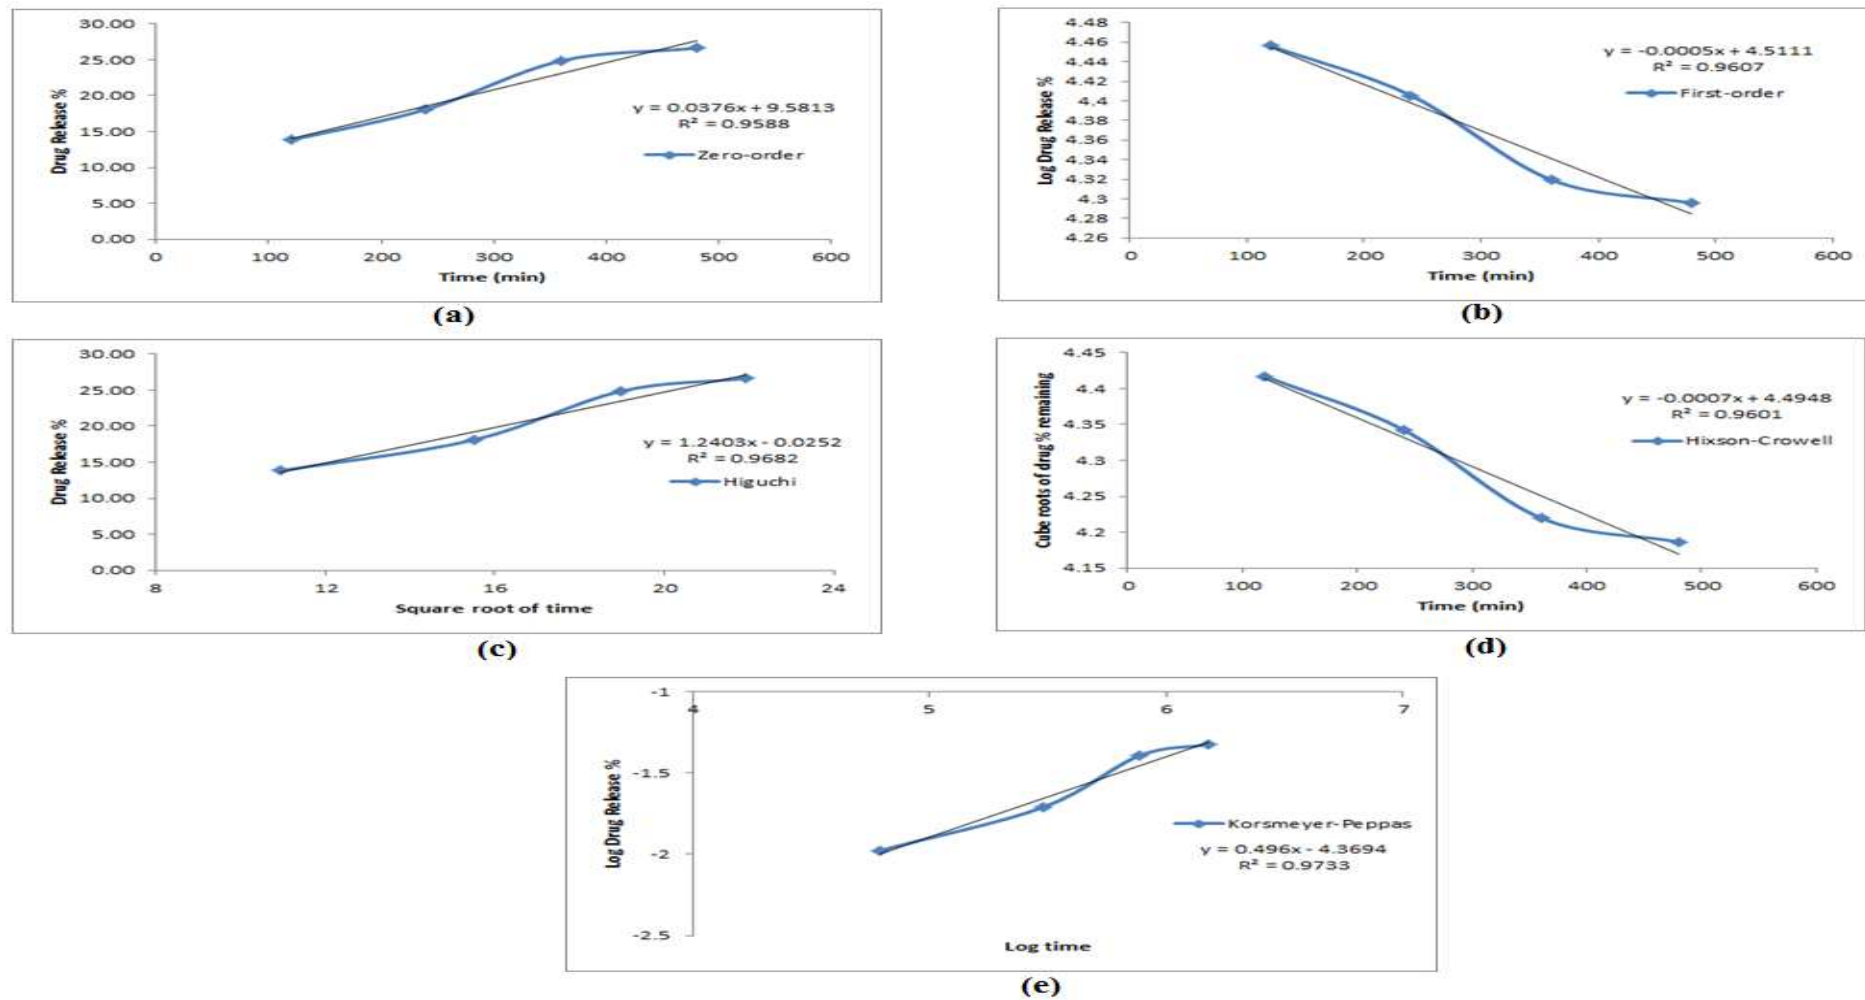 30.00
25.00
20.00
15.00
10.00
5.00
0.00
Drug Release %
0 100 200 300 400 500 600
Time (min)
y = 0.0376x + 9.5813
R² = 0.9588
Zero-order
(a)
4.48
4.46
4.44
4.42
4.4
4.38
4.36
4.34
4.32
4.3
4.28
4.26
Log Drug Release %
0 100 200 300 400 500 600
Time (min)
y = -0.0005x + 4.5111
R² = 0.9607
First-order
(b)
30.00
25.00
20.00
15.00
10.00
5.00
0.00
Drug Release %
8 12 16 20 24
Square root of time
y = 1.2403x - 0.0252
R² = 0.9682
Higuchi
(c)
4.45
4.4
4.35
4.3
4.25
4.2
4.15
Cube roots of drug % remaining
0 100 200 300 400 500 600
Time (min)
y = -0.0007x + 4.4948
R² = 0.9601
Hixson-Crowell
(d)
-1
-1.5
-2
-2.5
Log Drug Release %
4 5 6 7
Korsmeyer-Peppas
y = 0.496x - 4.3694
R² = 0.9733
Log time
(e)